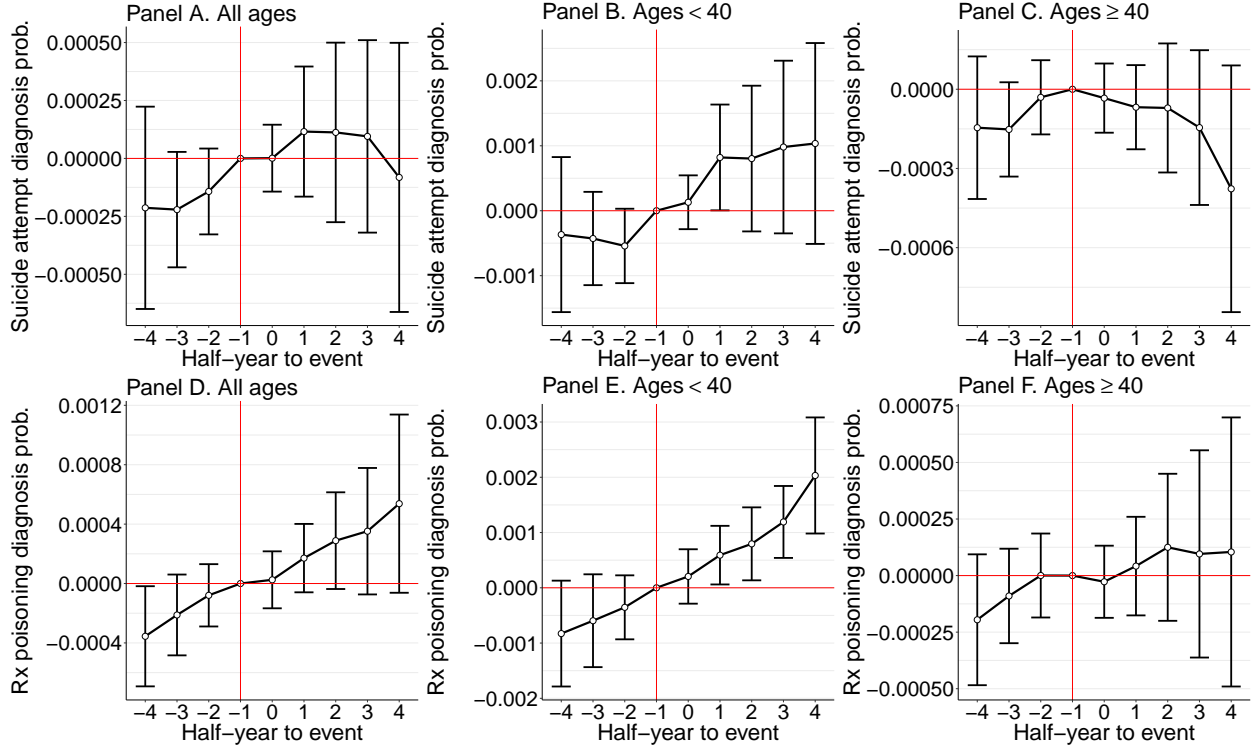 Panel A. All ages
Suicide attempt diagnosis prob.
0.00050
0.00025
0.00000
−0.00025
−0.00050
−4 −3 −2 −1 0 1 2 3 4
Half−year to event
Panel B. Ages < 40
Suicide attempt diagnosis prob.
0.002
0.001
0.000
−0.001
−4 −3 −2 −1 0 1 2 3 4
Half−year to event
Panel C. Ages ≥ 40
Suicide attempt diagnosis prob.
0.0000
−0.0003
−0.0006
−4 −3 −2 −1 0 1 2 3 4
Half−year to event
Panel D. All ages
Rx poisoning diagnosis prob.
0.0012
0.0008
0.0004
0.0000
−0.0004
−4 −3 −2 −1 0 1 2 3 4
Half−year to event
Panel E. Ages < 40
Rx poisoning diagnosis prob.
0.003
0.002
0.001
0.000
−0.001
−0.002
−4 −3 −2 −1 0 1 2 3 4
Half−year to event
Panel F. Ages ≥ 40
Rx poisoning diagnosis prob.
0.00075
0.00050
0.00025
0.00000
−0.00025
−0.00050
−4 −3 −2 −1 0 1 2 3 4
Half−year to event